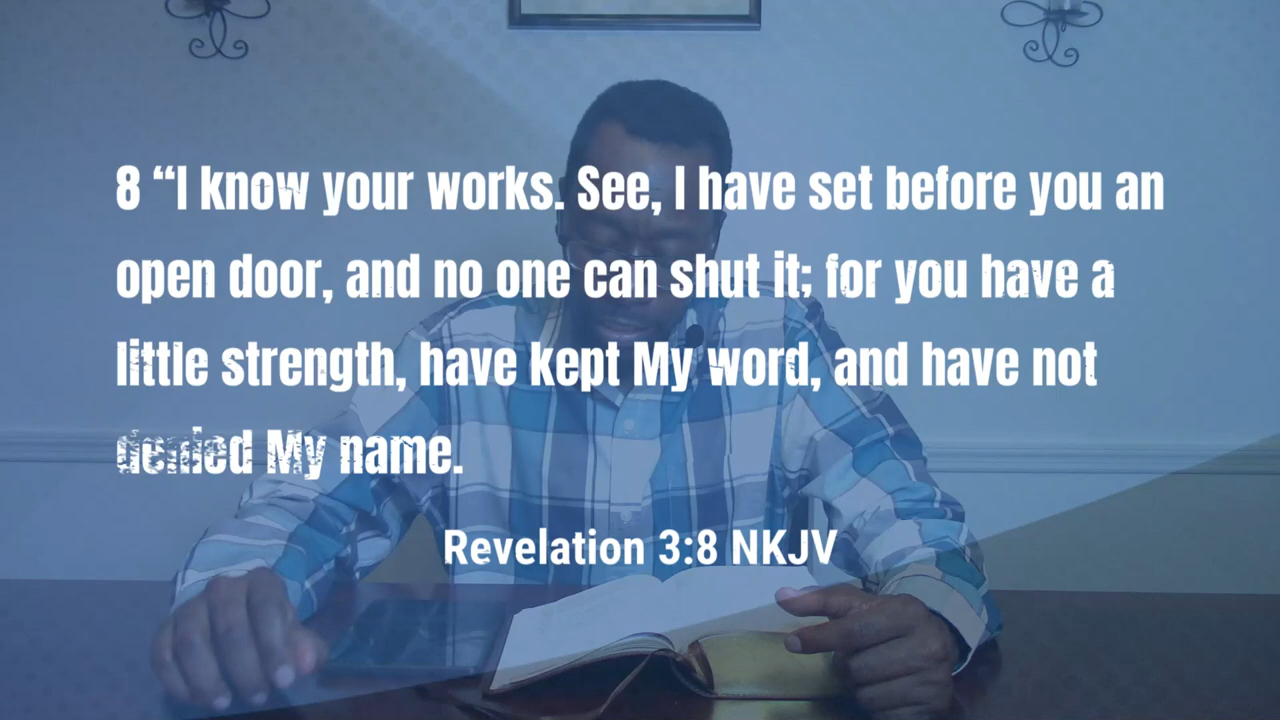 8 “I know your works. See, I have set before you an
open door, and no one can shut it; for you have a
little strength, have kept My word, and have not
denied My name.
Revelation 3:8 NKJV